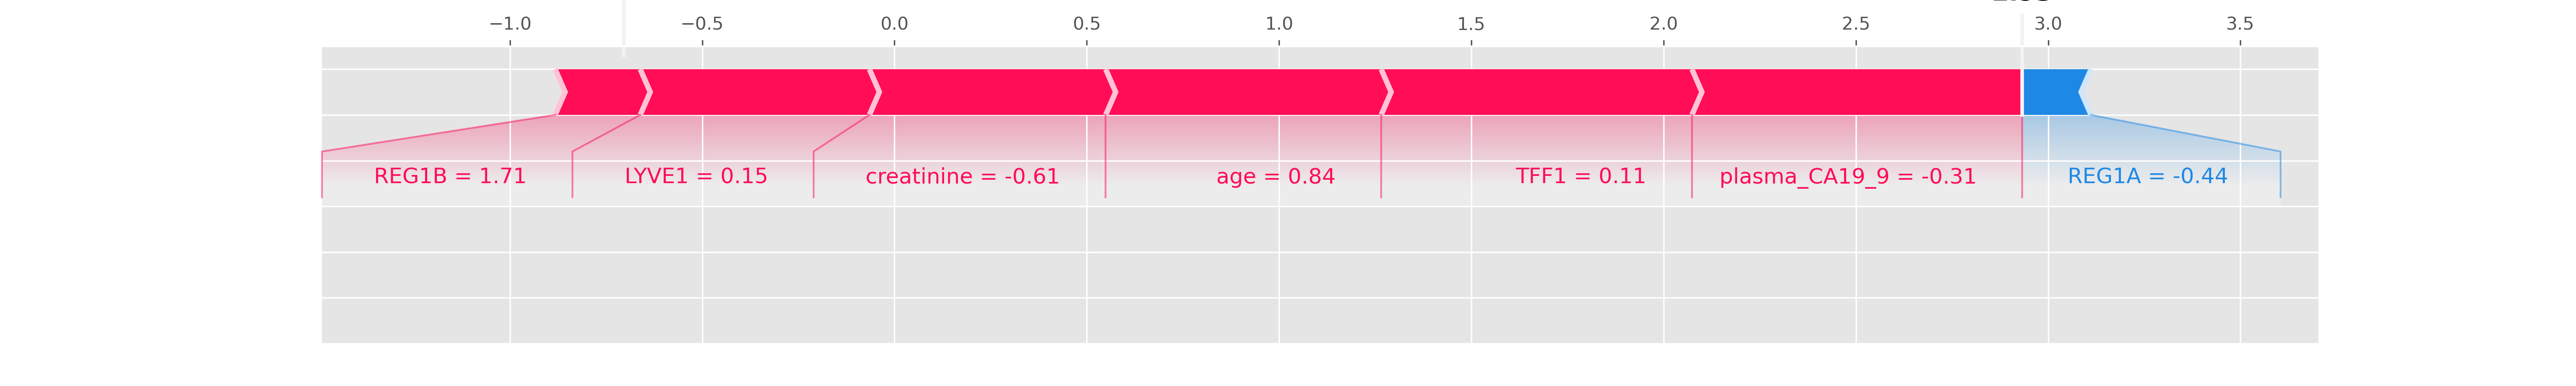 −1.0 −0.5 0.0 0.5 1.0 1.5 2.0 2.5 3.0 3.5
REG1B = 1.71 LYVE1 = 0.15 creatinine = -0.61 age = 0.84 TFF1 = 0.11 plasma_CA19_9 = -0.31 REG1A = -0.44